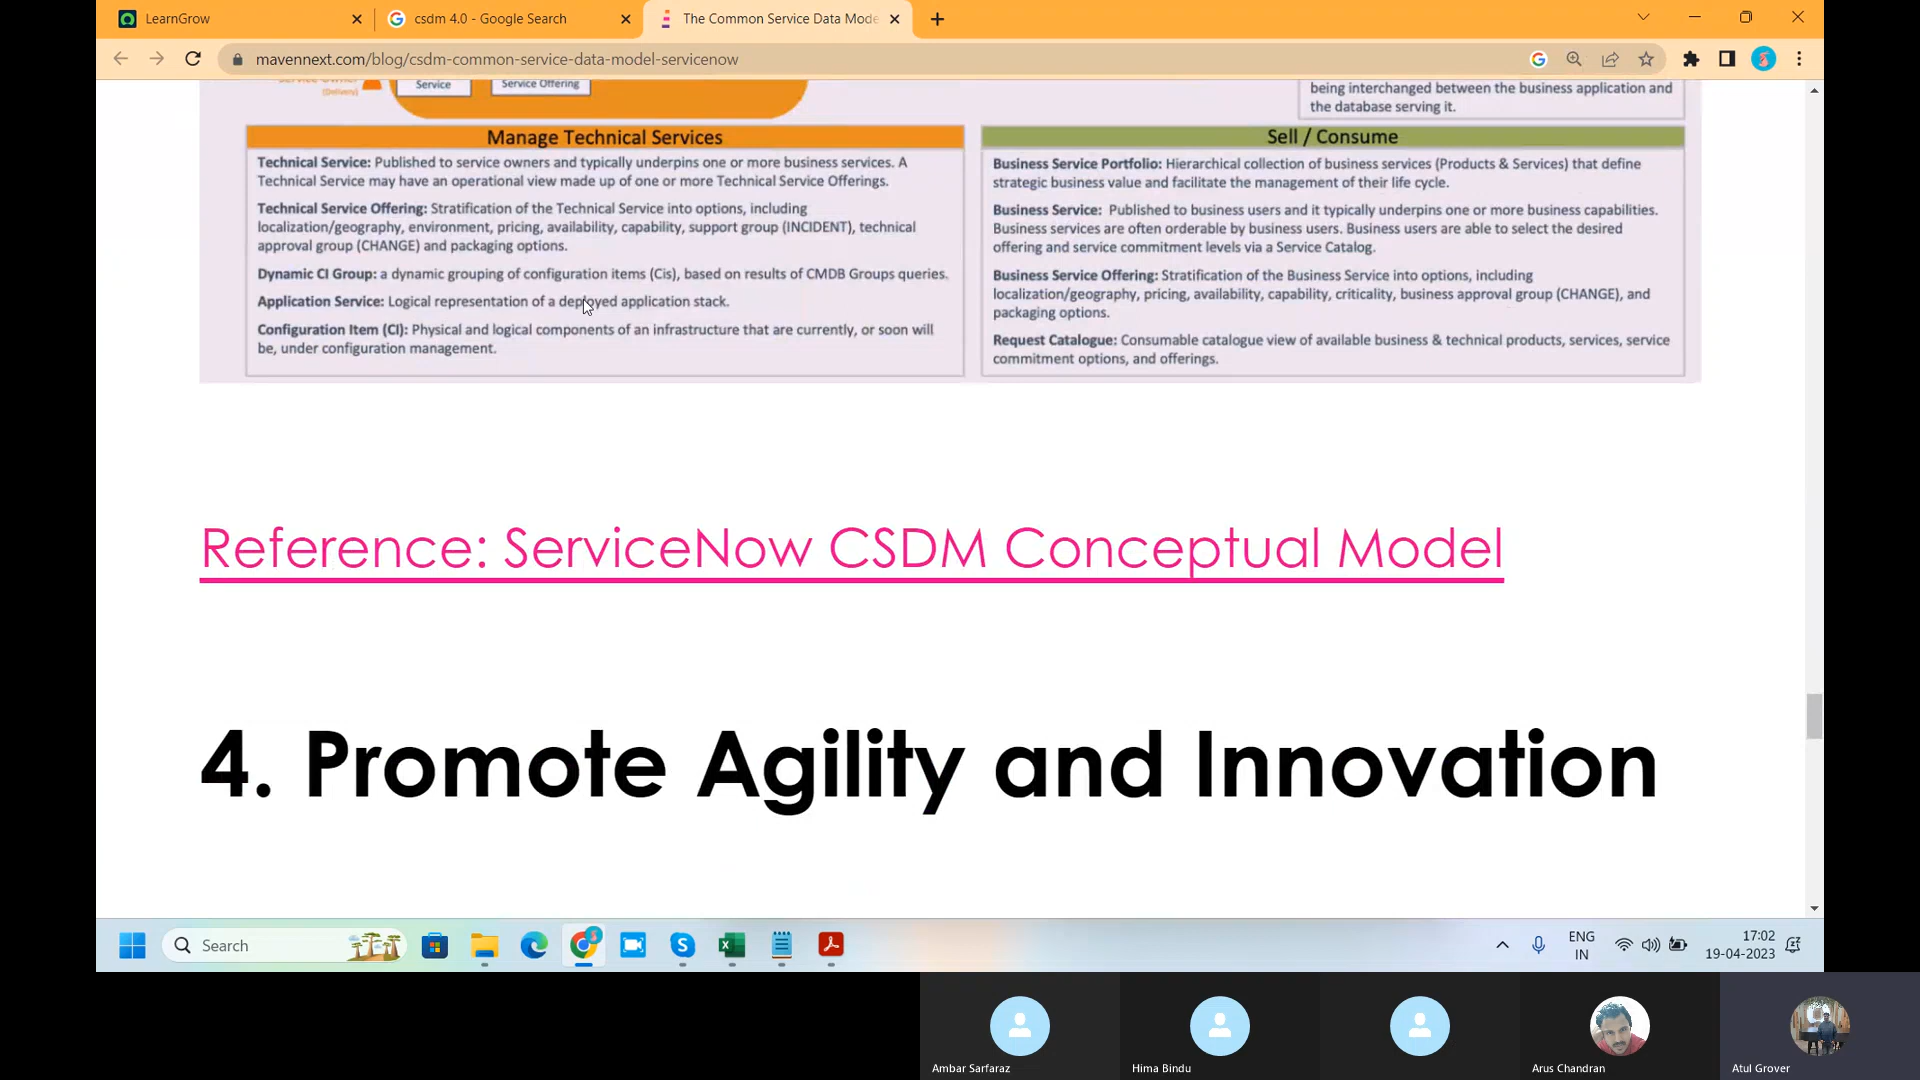 LearnGrow
csdm 4.0 - Google Search
The Common Service Data Mode
mavennext.com/blog/csdm-common-service-data-model-servicenow
Service Owner
(Delivery)
Service
Service Offering
being interchanged between the business application and
the database serving it.
Manage Technical Services
Technical Service: Published to service owners and typically underpins one or more business services. A
Technical Service may have an operational view made up of one or more Technical Service Offerings.
Technical Service Offering: Stratification of the Technical Service into options, including
localization/geography, environment, pricing, availability, capability, support group (INCIDENT), technical
approval group (CHANGE) and packaging options.
Dynamic CI Group: a dynamic grouping of configuration items (Cis), based on results of CMDB Groups queries.
Application Service: Logical representation of a deployed application stack.
Configuration Item (CI): Physical and logical components of an infrastructure that are currently, or soon will
be, under configuration management.
Sell / Consume
Business Service Portfolio: Hierarchical collection of business services (Products & Services) that define
strategic business value and facilitate the management of their life cycle.
Business Service: Published to business users and it typically underpins one or more business capabilities.
Business services are often orderable by business users. Business users are able to select the desired
offering and service commitment levels via a Service Catalog.
Business Service Offering: Stratification of the Business Service into options, including
localization/geography, pricing, availability, capability, criticality, business approval group (CHANGE), and
packaging options.
Request Catalogue: Consumable catalogue view of available business & technical products, services, service
commitment options, and offerings.
Reference: ServiceNow CSDM Conceptual Model
4. Promote Agility and Innovation
Search
ENG
IN
17:02
19-04-2023
Ambar Sarfaraz
Hima Bindu
Arus Chandran
Atul Grover